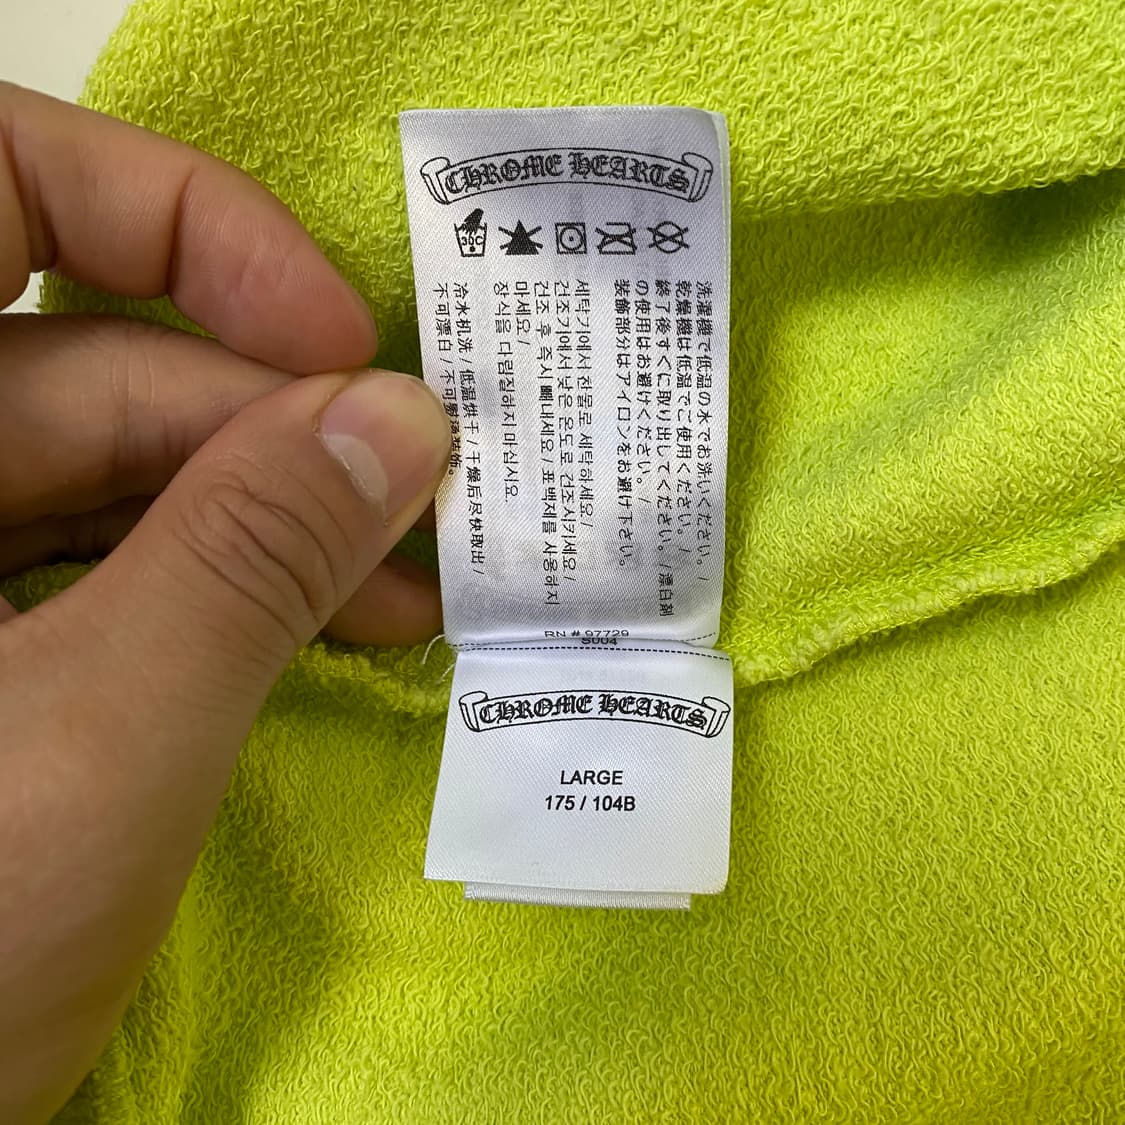 CHROME HEARTS
30C
洗濯機で低温の水でお洗いください。/
乾燥機は低温でご使用ください。/
終了後すぐに取り出してください。/漂白剤
の使用はお避けください。/
装飾部分はアイロンをお避け下さい。
세탁기에서 찬물로 세탁하세요/
건조기에서 낮은 온도로 건조시키세요/
건조 후 즉시 빼내세요/표백제를 사용하지
마세요/
장식을 다림질하지 마십시요.
冷水机洗/低温烘干/干燥后尽快取出/
不可漂白/不可熨烫装饰。
RN # 97729
S004
CHROME HEARTS
LARGE
175 / 104B